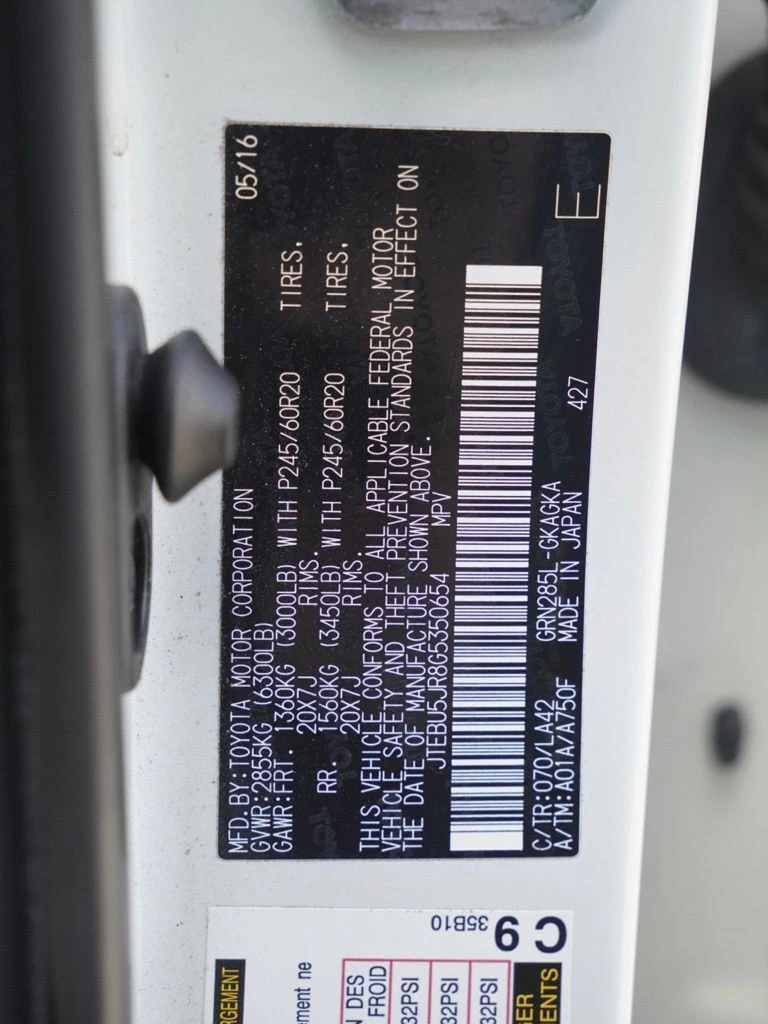 MFD.BY:TOYOTA MOTOR CORPORATION 05/16
GVWR:2855KG (6300LB)
GAWR:FRT. 1360KG (3000LB) WITH P245/60R20 TIRES.
20X7J RIMS.
RR. 1560KG (3450LB) WITH P245/60R20 TIRES.
20X7J RIMS.
THIS VEHICLE CONFORMS TO ALL APPLICABLE FEDERAL MOTOR
VEHICLE SAFETY AND THEFT PREVENTION STANDARDS IN EFFECT ON
THE DATE OF MANUFACTURE SHOWN ABOVE.
JTEBU5JR8G5350654 MPV
C/TR:070/LA42 GRN285L-GKAGKA 427 E
A/TM:A01A/A750F MADE IN JAPAN
C9
35B10
32PSI
32PSI
32PSI
FROID